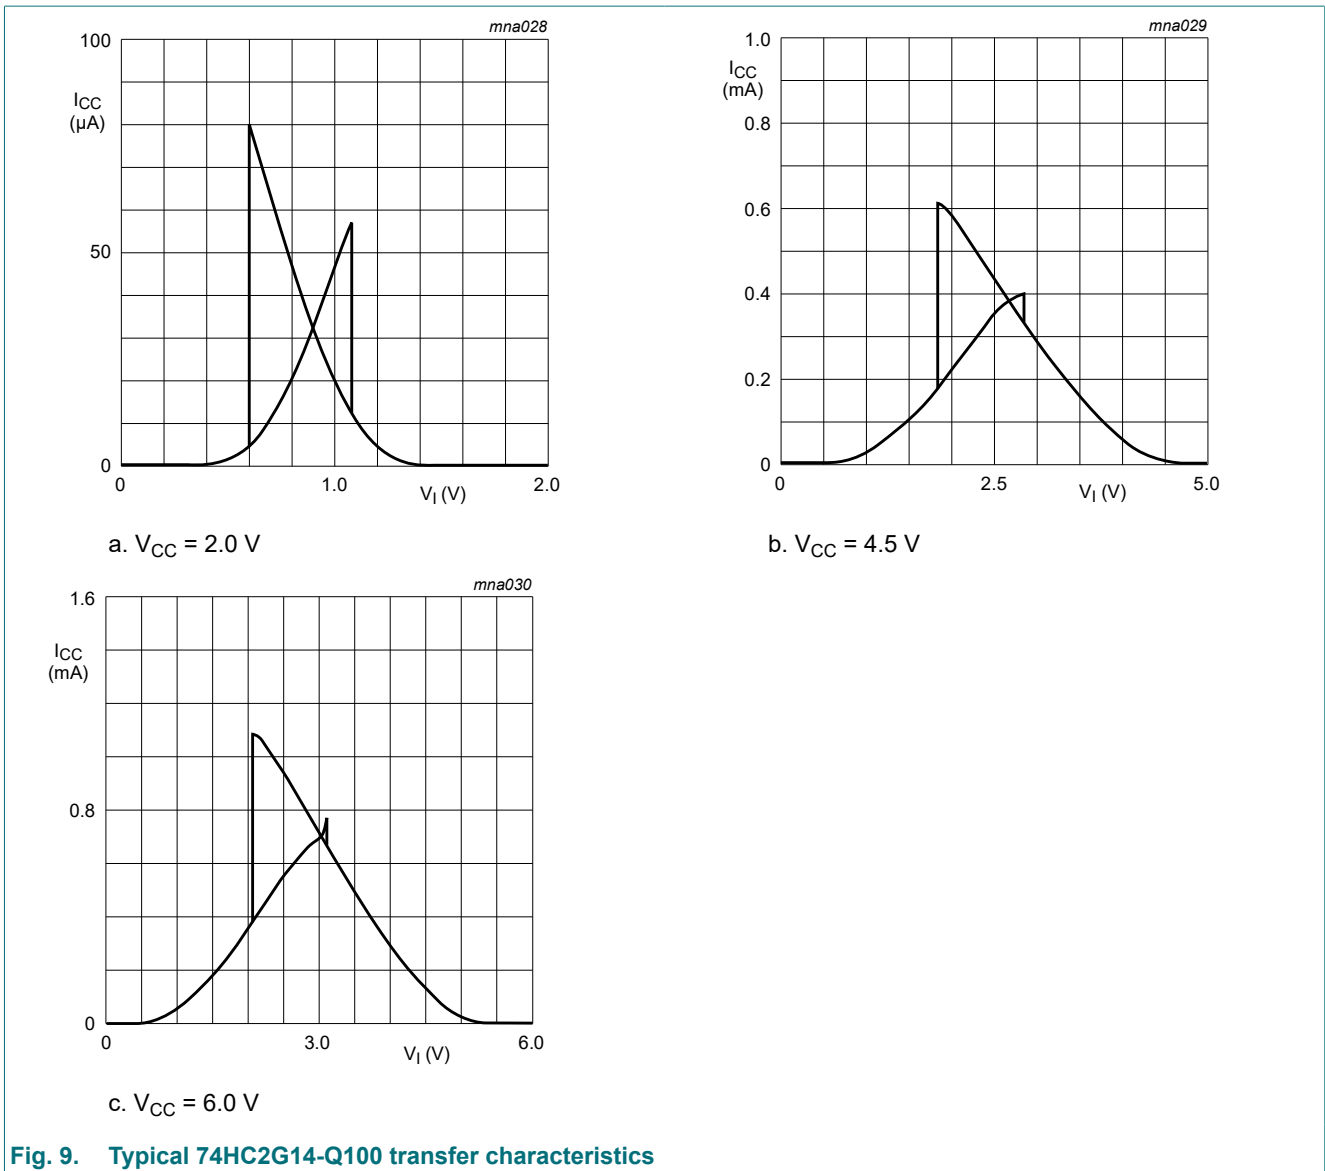 mna028
100
ICC
(µA)
50
0
0
1.0
VI (V)
2.0
a. VCC = 2.0 V
mna029
1.0
ICC
(mA)
0.8
0.6
0.4
0.2
0
0
2.5
VI (V)
5.0
b. VCC = 4.5 V
mna030
1.6
ICC
(mA)
0.8
0
0
3.0
VI (V)
6.0
c. VCC = 6.0 V
Fig. 9. Typical 74HC2G14-Q100 transfer characteristics